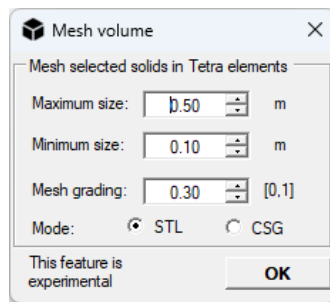 Mesh volume
Mesh selected solids in Tetra elements
Maximum size: 0.50 m
Minimum size: 0.10 m
Mesh grading: 0.30 [0,1]
Mode: STL CSG
This feature is
experimental
OK